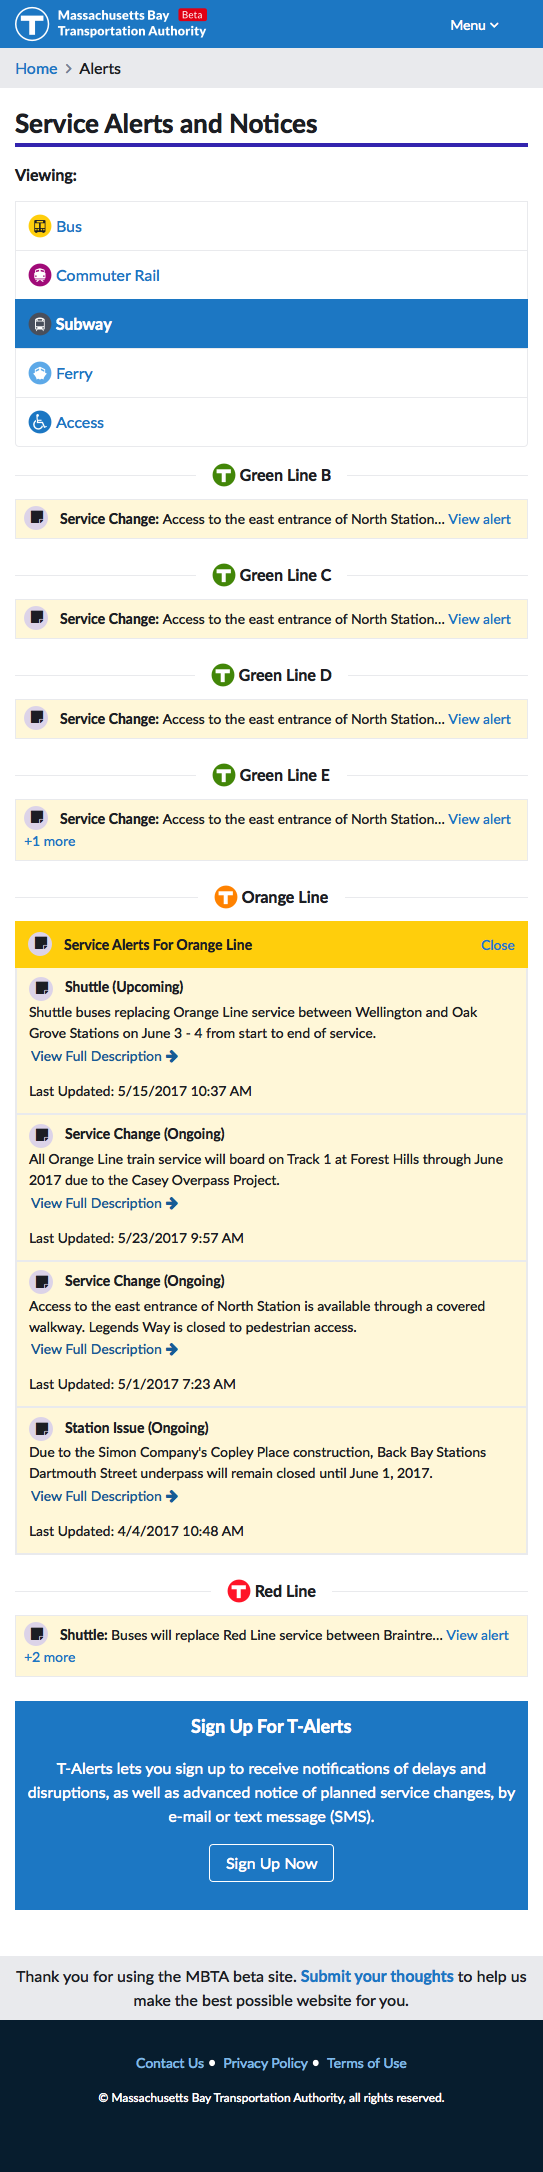 Massachusetts Bay Beta
Transportation Authority
Menu
Home > Alerts
Service Alerts and Notices
Viewing:
Bus
Commuter Rail
Subway
Ferry
Access
T Green Line B
Service Change: Access to the east entrance of North Station... View alert
T Green Line C
Service Change: Access to the east entrance of North Station... View alert
T Green Line D
Service Change: Access to the east entrance of North Station... View alert
T Green Line E
Service Change: Access to the east entrance of North Station... View alert
+1 more
T Orange Line
Service Alerts For Orange Line Close
Shuttle (Upcoming)
Shuttle buses replacing Orange Line service between Wellington and Oak
Grove Stations on June 3 - 4 from start to end of service.
View Full Description →
Last Updated: 5/15/2017 10:37 AM
Service Change (Ongoing)
All Orange Line train service will board on Track 1 at Forest Hills through June
2017 due to the Casey Overpass Project.
View Full Description →
Last Updated: 5/23/2017 9:57 AM
Service Change (Ongoing)
Access to the east entrance of North Station is available through a covered
walkway. Legends Way is closed to pedestrian access.
View Full Description →
Last Updated: 5/1/2017 7:23 AM
Station Issue (Ongoing)
Due to the Simon Company's Copley Place construction, Back Bay Stations
Dartmouth Street underpass will remain closed until June 1, 2017.
View Full Description →
Last Updated: 4/4/2017 10:48 AM
T Red Line
Shuttle: Buses will replace Red Line service between Braintre... View alert
+2 more
Sign Up For T-Alerts
T-Alerts lets you sign up to receive notifications of delays and
disruptions, as well as advanced notice of planned service changes, by
e-mail or text message (SMS).
Sign Up Now
Thank you for using the MBTA beta site. Submit your thoughts to help us
make the best possible website for you.
Contact Us • Privacy Policy • Terms of Use
© Massachusetts Bay Transportation Authority, all rights reserved.